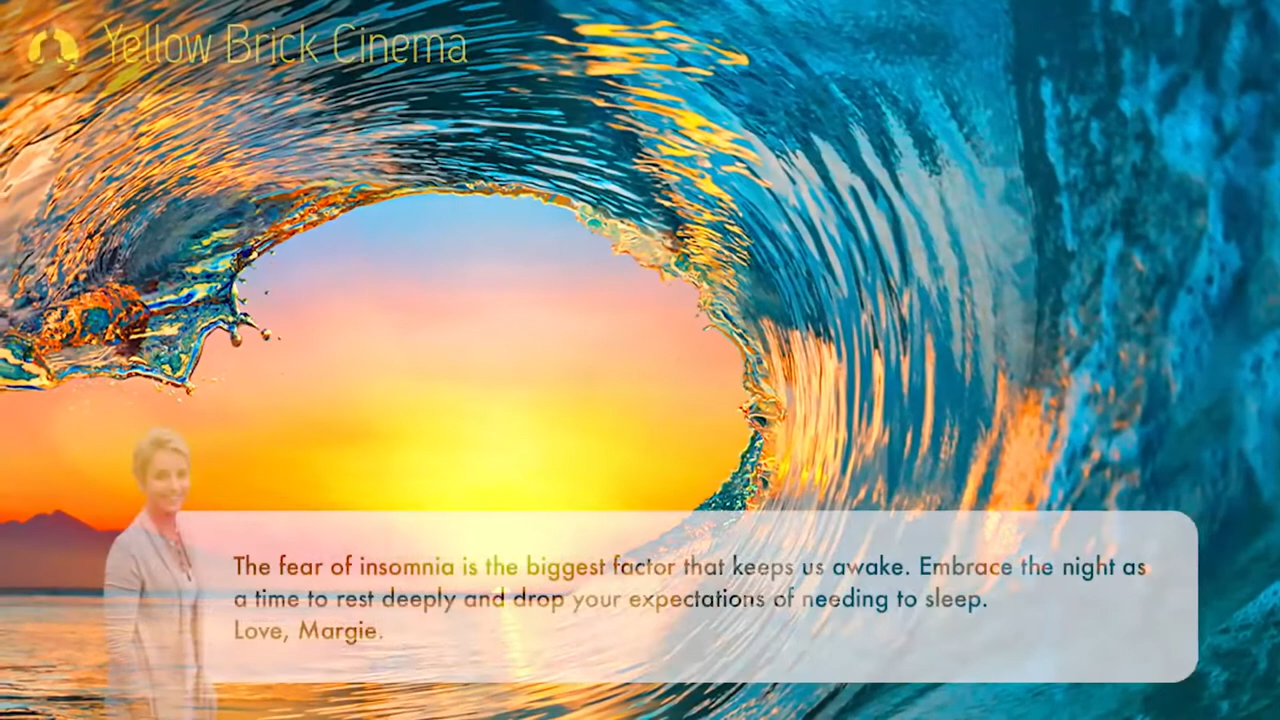 Yellow Brick Cinema
The fear of insomnia is the biggest factor that keeps us awake. Embrace the night as
a time to rest deeply and drop your expectations of needing to sleep.
Love, Margie.